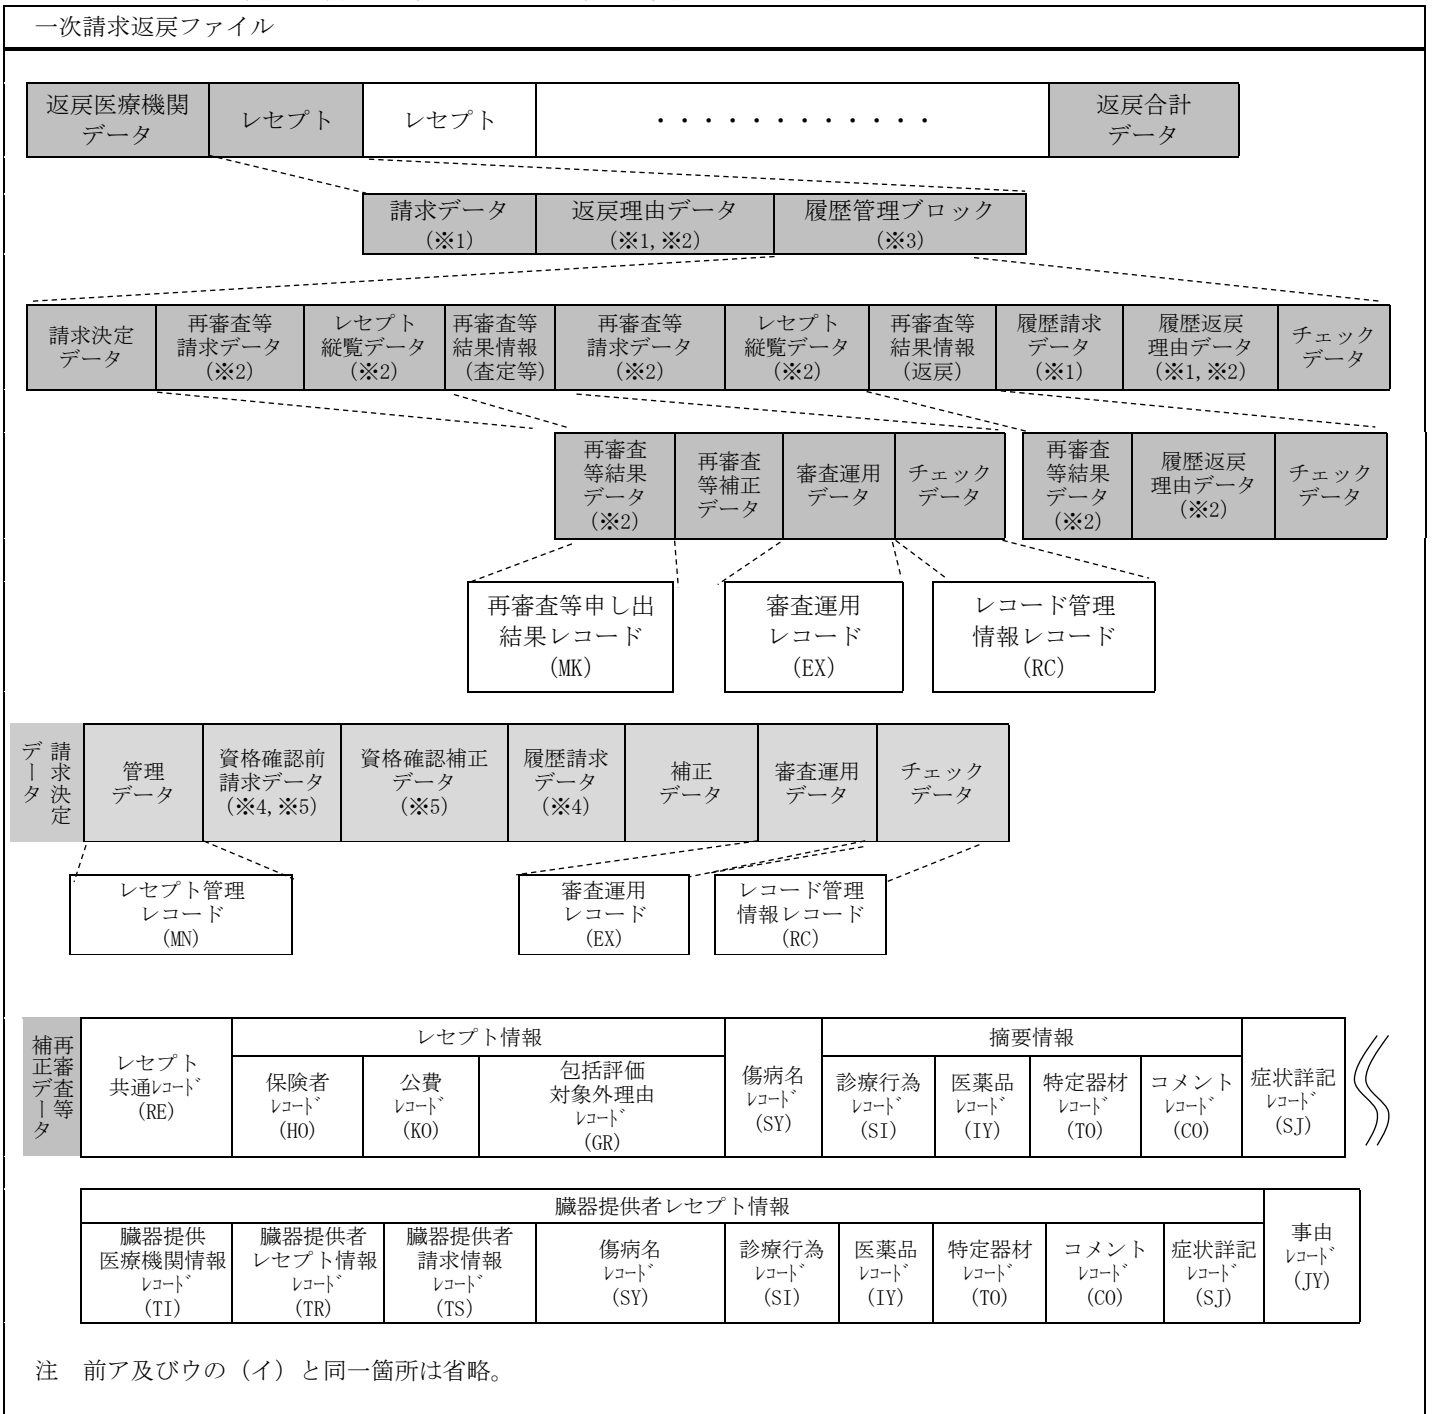 一次請求返戻ファイル
返戻医療機関
データ
レセプト
レセプト
・・・・・・・・・・・・
返戻合計
データ
請求データ
(※1)
返戻理由データ
(※1,※2)
履歴管理ブロック
(※3)
請求決定
データ
再審査等
請求データ
(※2)
レセプト
縦覧データ
(※2)
再審査等
結果情報
(査定等)
再審査等
請求データ
(※2)
レセプト
縦覧データ
(※2)
再審査等
結果情報
(返戻)
履歴請求
データ
(※1)
履歴返戻
理由データ
(※1,※2)
チェック
データ
再審査
等結果
データ
(※2)
再審査
等補正
データ
審査運用
データ
チェック
データ
再審査
等結果
データ
(※2)
履歴返戻
理由データ
(※2)
チェック
データ
再審査等申し出
結果レコード
(MK)
審査運用
レコード
(EX)
レコード管理
情報レコード
(RC)
請求決定
データ
管理
データ
資格確認前
請求データ
(※4,※5)
資格確認補正
データ
(※5)
履歴請求
データ
(※4)
補正
データ
審査運用
データ
チェック
データ
レセプト管理
レコード
(MN)
審査運用
レコード
(EX)
レコード管理
情報レコード
(RC)
再審査等
補正データ
レセプト
共通ﾚｺｰﾄﾞ
(RE)
レセプト情報
保険者
ﾚｺｰﾄﾞ
(HO)
公費
ﾚｺｰﾄﾞ
(KO)
包括評価
対象外理由
ﾚｺｰﾄﾞ
(GR)
傷病名
ﾚｺｰﾄﾞ
(SY)
摘要情報
診療行為
ﾚｺｰﾄﾞ
(SI)
医薬品
ﾚｺｰﾄﾞ
(IY)
特定器材
ﾚｺｰﾄﾞ
(TO)
コメント
ﾚｺｰﾄﾞ
(CO)
症状詳記
ﾚｺｰﾄﾞ
(SJ)
臓器提供者レセプト情報
臓器提供
医療機関情報
ﾚｺｰﾄﾞ
(TI)
臓器提供者
レセプト情報
ﾚｺｰﾄﾞ
(TR)
臓器提供者
請求情報
ﾚｺｰﾄﾞ
(TS)
傷病名
ﾚｺｰﾄﾞ
(SY)
診療行為
ﾚｺｰﾄﾞ
(SI)
医薬品
ﾚｺｰﾄﾞ
(IY)
特定器材
ﾚｺｰﾄﾞ
(TO)
コメント
ﾚｺｰﾄﾞ
(CO)
症状詳記
ﾚｺｰﾄﾞ
(SJ)
事由
ﾚｺｰﾄﾞ
(JY)
注　前ア及びウの（イ）と同一箇所は省略。